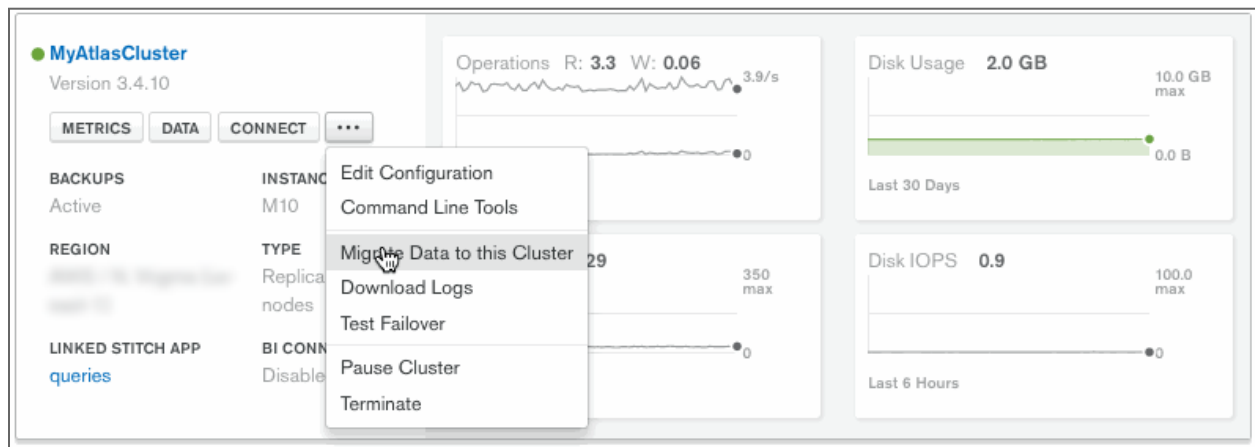 MyAtlasCluster
Version 3.4.10
METRICS
DATA
CONNECT
...
BACKUPS
Active
INSTANC
M10
REGION
TYPE
Replica
nodes
LINKED STITCH APP
queries
BI CONN
Disable
Edit Configuration
Command Line Tools
Migrate Data to this Cluster
Download Logs
Test Failover
Pause Cluster
Terminate
Operations R: 3.3 W: 0.06
3.9/s
0
Disk Usage 2.0 GB
10.0 GB
max
0.0 B
Last 30 Days
29
350
max
0
Disk IOPS 0.9
100.0
max
0
Last 6 Hours